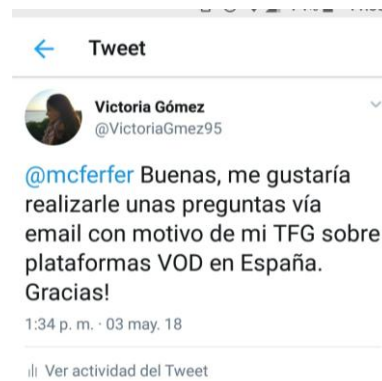 Tweet
Victoria Gómez
@VictoriaGmez95
@mcferfer Buenas, me gustaría
realizarle unas preguntas vía
email con motivo de mi TFG sobre
plataformas VOD en España.
Gracias!
1:34 p. m. · 03 may. 18
Ver actividad del Tweet